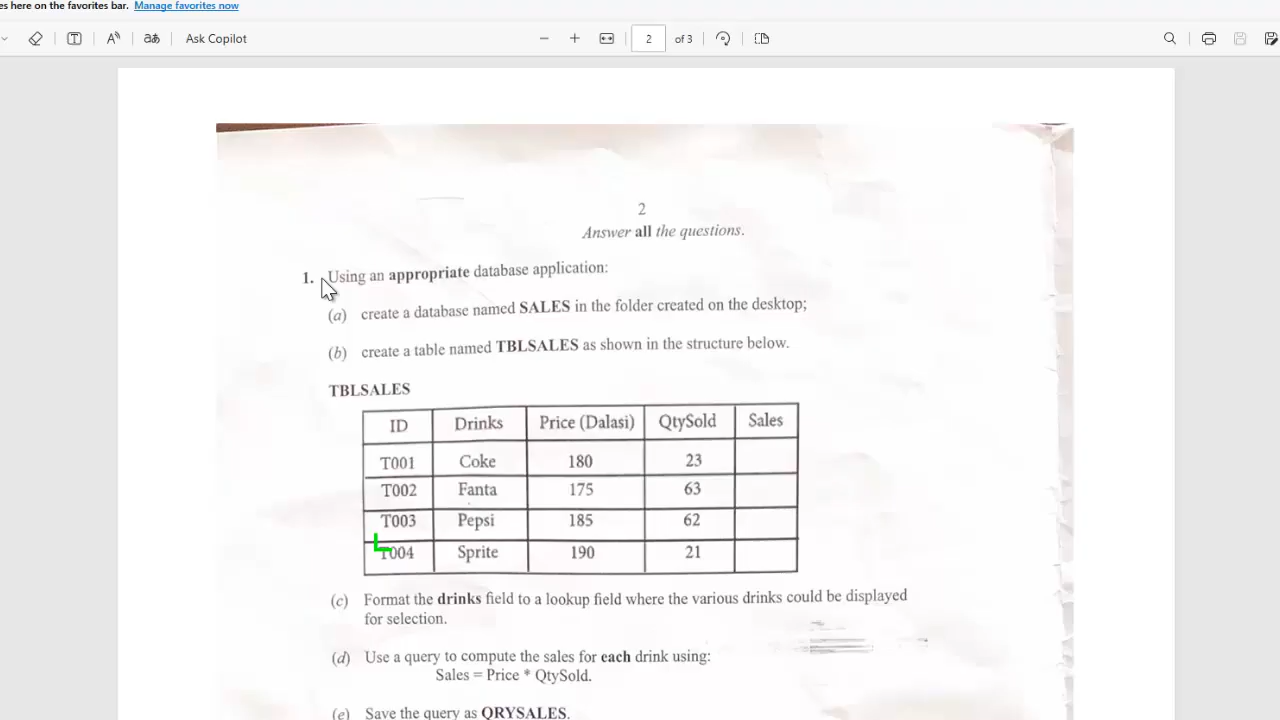 es here on the favorites bar. Manage favorites now
Ask Copilot
2
of 3
2
Answer all the questions.
1. Using an appropriate database application:
(a) create a database named SALES in the folder created on the desktop;
(b) create a table named TBLSALES as shown in the structure below.
TBLSALES
ID Drinks Price (Dalasi) QtySold Sales
T001 Coke 180 23
T002 Fanta 175 63
T003 Pepsi 185 62
T004 Sprite 190 21
(c) Format the drinks field to a lookup field where the various drinks could be displayed
for selection.
(d) Use a query to compute the sales for each drink using:
Sales = Price * QtySold.
(e) Save the query as QRYSALES.